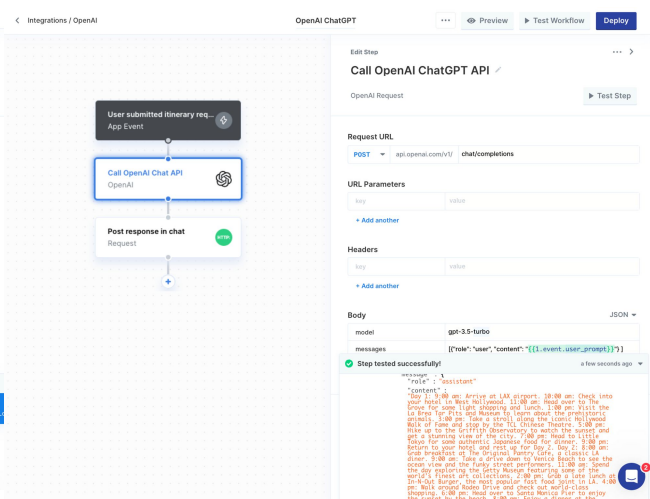 Integrations / OpenAI
OpenAI ChatGPT
Preview
Test Workflow
Deploy
User submitted itinerary req...
App Event
Call OpenAI Chat API
OpenAI
Post response in chat
Request
HTTP
Edit Step
Call OpenAI ChatGPT API
OpenAI Request
Test Step
Request URL
POST api.openai.com/v1/ chat/completions
URL Parameters
key value
+ Add another
Headers
key value
+ Add another
Body JSON
model gpt-3.5-turbo
messages [{"role": "user", "content": "{{1.event.user_prompt}}"} ]
Step tested successfully! a few seconds ago
"message" : {
"role" : "assistant"
"content" :
"Day 1: 9:00 am: Arrive at LAX airport. 10:00 am: Check into
your hotel in West Hollywood. 11:00 am: Head over to The
Grove for some light shopping and lunch. 1:00 pm: Visit the
La Brea Tar Pits and Museum to learn about the prehistoric
animals. 3:00 pm: Take a stroll along the iconic Hollywood
Walk of Fame and stop by the TCL Chinese Theatre. 5:00 pm:
Hike up to the Griffith Observatory to watch the sunset and
get a stunning view of the city. 7:00 pm: Head to Little
Tokyo for some authentic Japanese food for dinner. 9:00 pm:
Return to your hotel and rest up for Day 2. Day 2: 8:00 am:
Grab breakfast at The Original Pantry Cafe, a classic LA
diner. 9:00 am: Take a drive down to Venice Beach to see the
ocean view and the funky street performers. 11:00 am: Spend
the day exploring the Getty Museum featuring some of the
world's finest art collections. 2:00 pm: Grab a late lunch at
In-N-Out Burger, the most popular fast food joint in LA. 4:00
pm: Walk around Rodeo Drive and check out world-class
shopping. 6:00 pm: Head over to Santa Monica Pier to enjoy
2